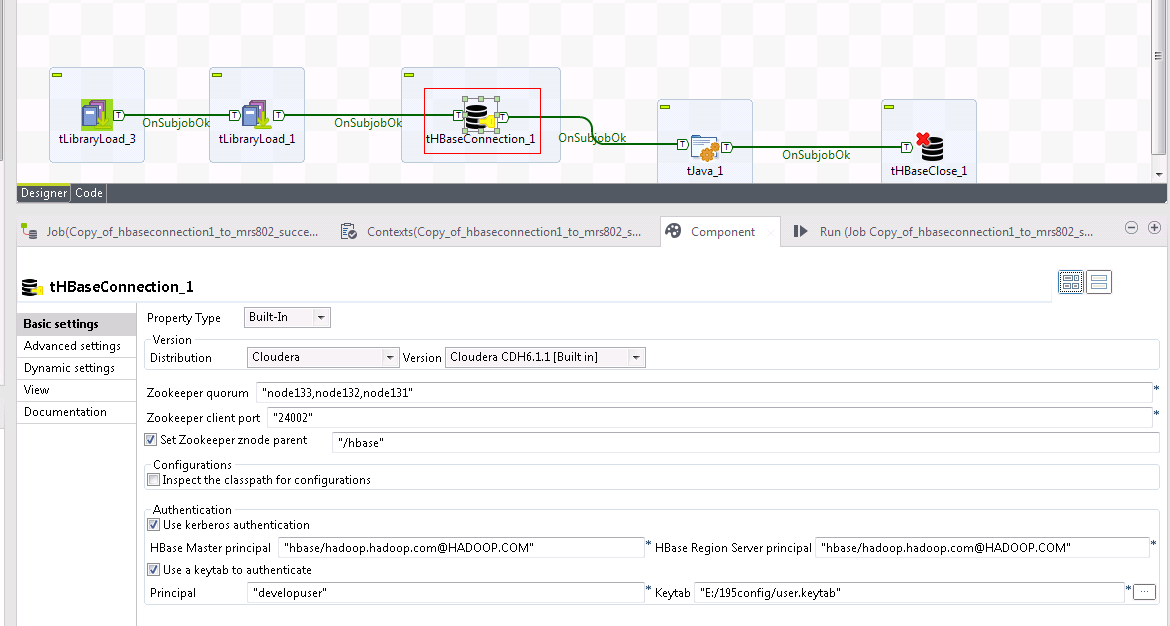 OnSubjobOk OnSubjobOk OnSubjobOk
tLibraryLoad_3 tLibraryLoad_1 tHBaseConnection_1
OnSubjobOk
tJava_1 tHBaseClose_1
Designer Code
Job(Copy_of_hbaseconnection1_to_mrs802_succe... Contexts(Copy_of_hbaseconnection1_to_mrs802_s... Component Run (Job Copy_of_hbaseconnection1_to_mrs802_s...
tHBaseConnection_1
Basic settings
Advanced settings
Dynamic settings
View
Documentation
Property Type Built-In
Version
Distribution Cloudera Version Cloudera CDH6.1.1 [Built in]
Zookeeper quorum "node133,node132,node131" *
Zookeeper client port "24002" *
Set Zookeeper znode parent "/hbase"
Configurations
Inspect the classpath for configurations
Authentication
Use kerberos authentication
HBase Master principal "hbase/hadoop.hadoop.com@HADOOP.COM" * HBase Region Server principal "hbase/hadoop.hadoop.com@HADOOP.COM" *
Use a keytab to authenticate
Principal "developuser" * Keytab "E:/195config/user.keytab" * ...